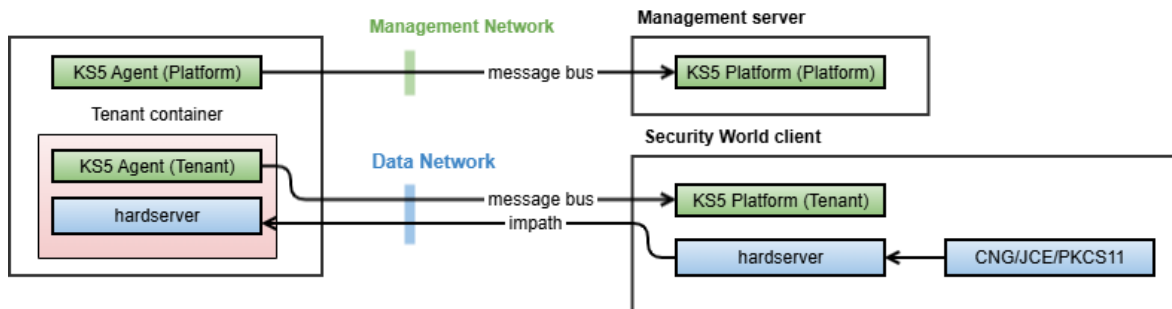 Management server
Management Network
KS5 Agent (Platform)
message bus
KS5 Platform (Platform)
Tenant container
Security World client
KS5 Agent (Tenant)
Data Network
message bus
KS5 Platform (Tenant)
hardserver
impath
hardserver
CNG/JCE/PKCS11